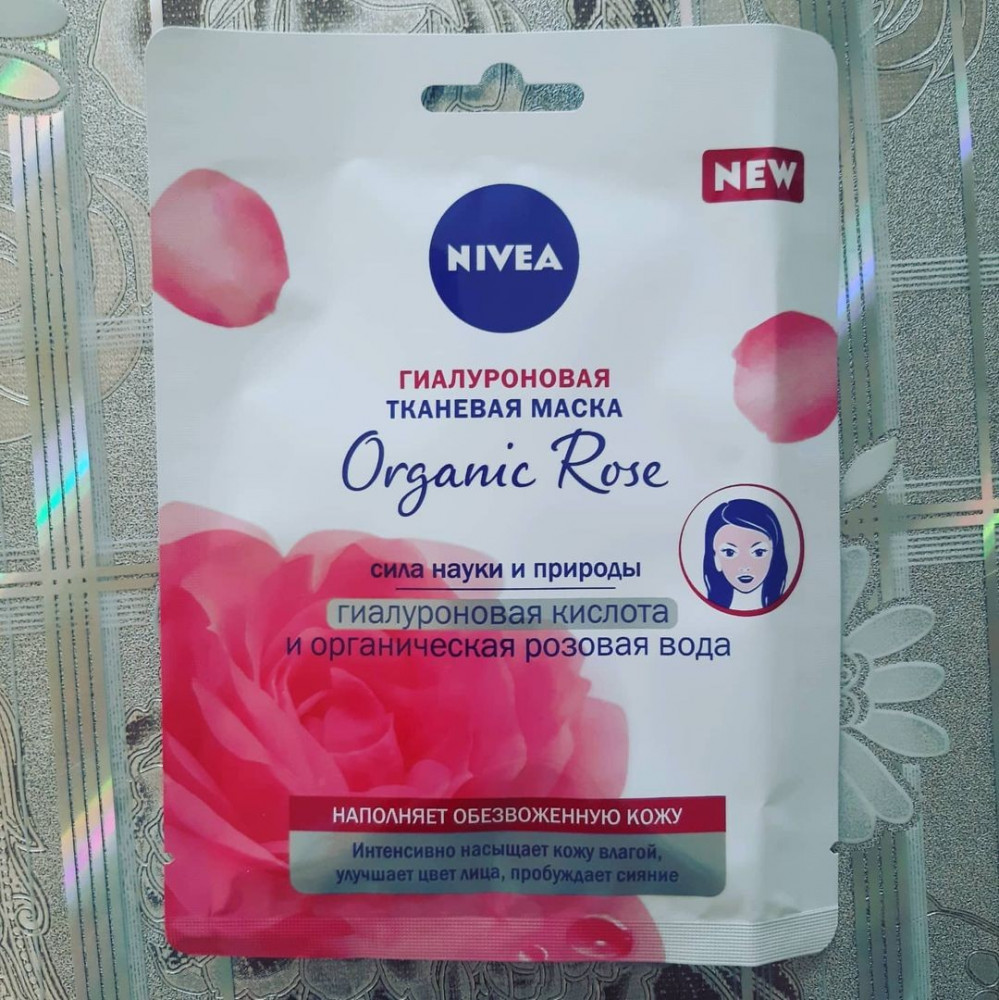 NEW
NIVEA
ГИАЛУРОНОВАЯ
ТКАНЕВАЯ МАСКА
Organic Rose
сила науки и природы
гиалуроновая кислота
и органическая розовая вода
НАПОЛНЯЕТ ОБЕЗВОЖЕННУЮ КОЖУ
Интенсивно насыщает кожу влагой,
улучшает цвет лица, пробуждает сияние